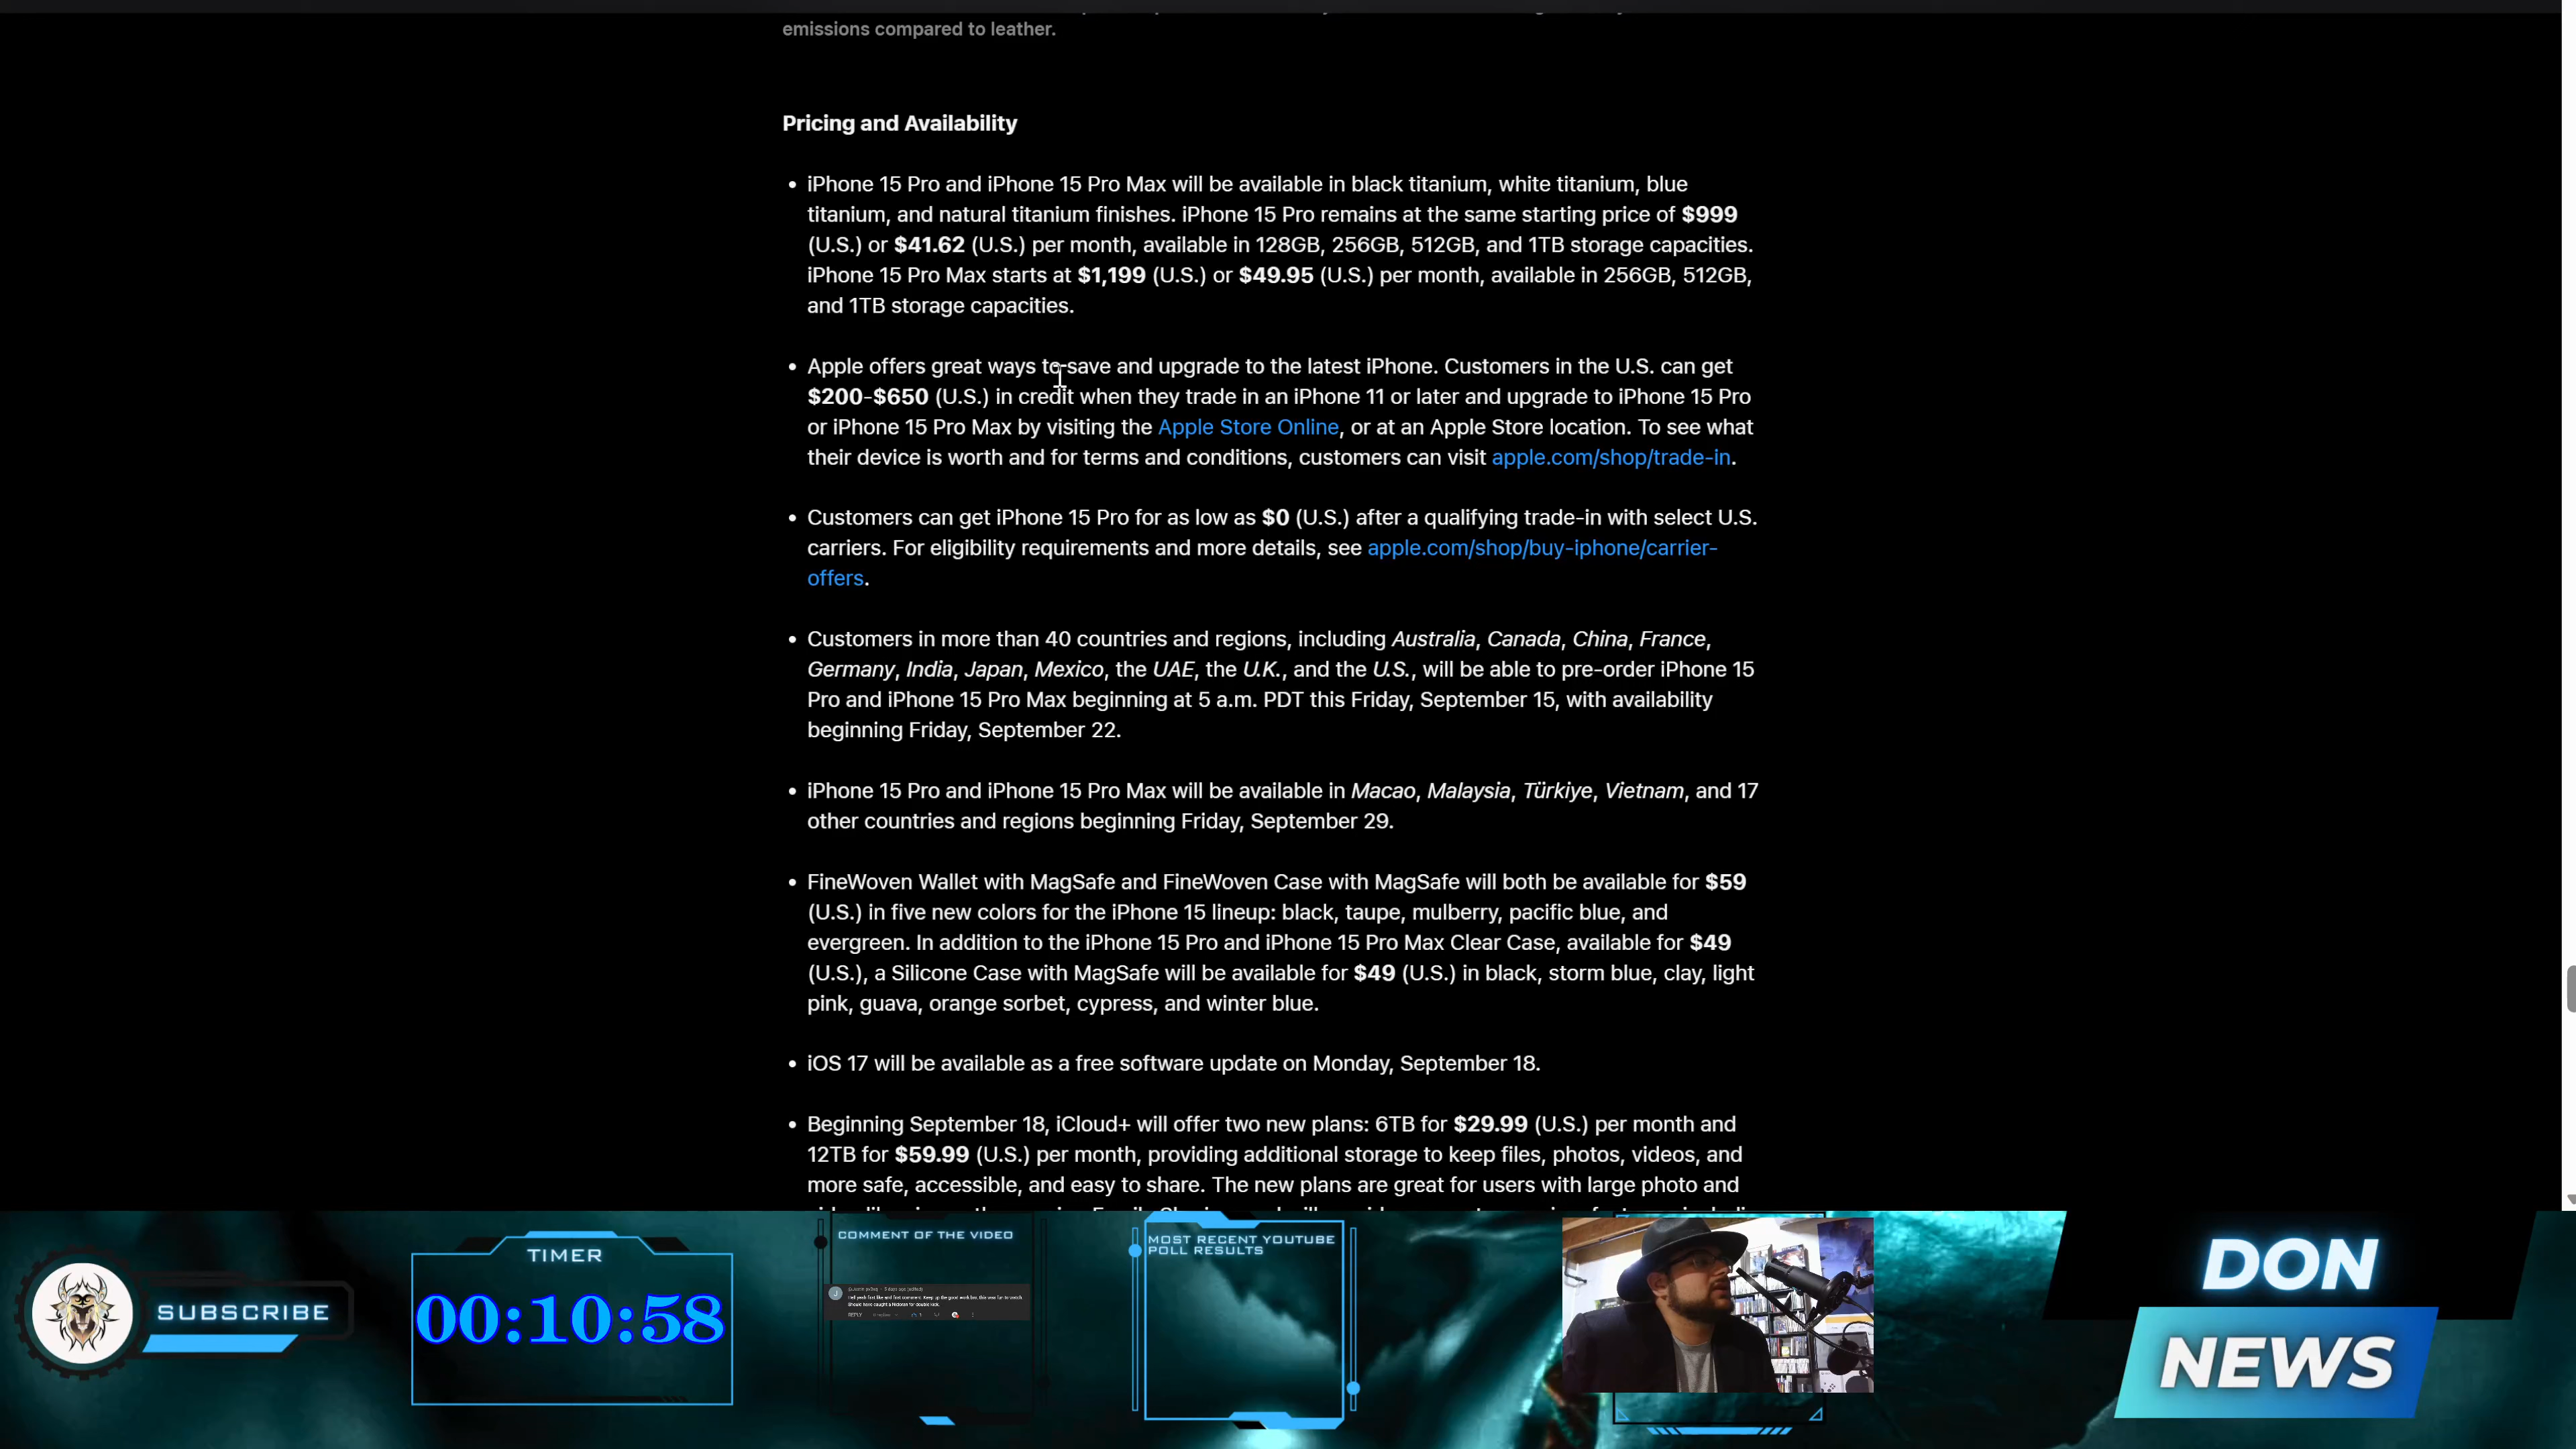 emissions compared to leather.
Pricing and Availability
• iPhone 15 Pro and iPhone 15 Pro Max will be available in black titanium, white titanium, blue
titanium, and natural titanium finishes. iPhone 15 Pro remains at the same starting price of $999
(U.S.) or $41.62 (U.S.) per month, available in 128GB, 256GB, 512GB, and 1TB storage capacities.
iPhone 15 Pro Max starts at $1,199 (U.S.) or $49.95 (U.S.) per month, available in 256GB, 512GB,
and 1TB storage capacities.
• Apple offers great ways to save and upgrade to the latest iPhone. Customers in the U.S. can get
$200-$650 (U.S.) in credit when they trade in an iPhone 11 or later and upgrade to iPhone 15 Pro
or iPhone 15 Pro Max by visiting the Apple Store Online, or at an Apple Store location. To see what
their device is worth and for terms and conditions, customers can visit apple.com/shop/trade-in.
• Customers can get iPhone 15 Pro for as low as $0 (U.S.) after a qualifying trade-in with select U.S.
carriers. For eligibility requirements and more details, see apple.com/shop/buy-iphone/carrier-
offers.
• Customers in more than 40 countries and regions, including Australia, Canada, China, France,
Germany, India, Japan, Mexico, the UAE, the U.K., and the U.S., will be able to pre-order iPhone 15
Pro and iPhone 15 Pro Max beginning at 5 a.m. PDT this Friday, September 15, with availability
beginning Friday, September 22.
• iPhone 15 Pro and iPhone 15 Pro Max will be available in Macao, Malaysia, Türkiye, Vietnam, and 17
other countries and regions beginning Friday, September 29.
• FineWoven Wallet with MagSafe and FineWoven Case with MagSafe will both be available for $59
(U.S.) in five new colors for the iPhone 15 lineup: black, taupe, mulberry, pacific blue, and
evergreen. In addition to the iPhone 15 Pro and iPhone 15 Pro Max Clear Case, available for $49
(U.S.), a Silicone Case with MagSafe will be available for $49 (U.S.) in black, storm blue, clay, light
pink, guava, orange sorbet, cypress, and winter blue.
• iOS 17 will be available as a free software update on Monday, September 18.
• Beginning September 18, iCloud+ will offer two new plans: 6TB for $29.99 (U.S.) per month and
12TB for $59.99 (U.S.) per month, providing additional storage to keep files, photos, videos, and
more safe, accessible, and easy to share. The new plans are great for users with large photo and
SUBSCRIBE
TIMER
00:10:58
COMMENT OF THE VIDEO
REPLY
MOST RECENT YOUTUBE
POLL RESULTS
DON
NEWS